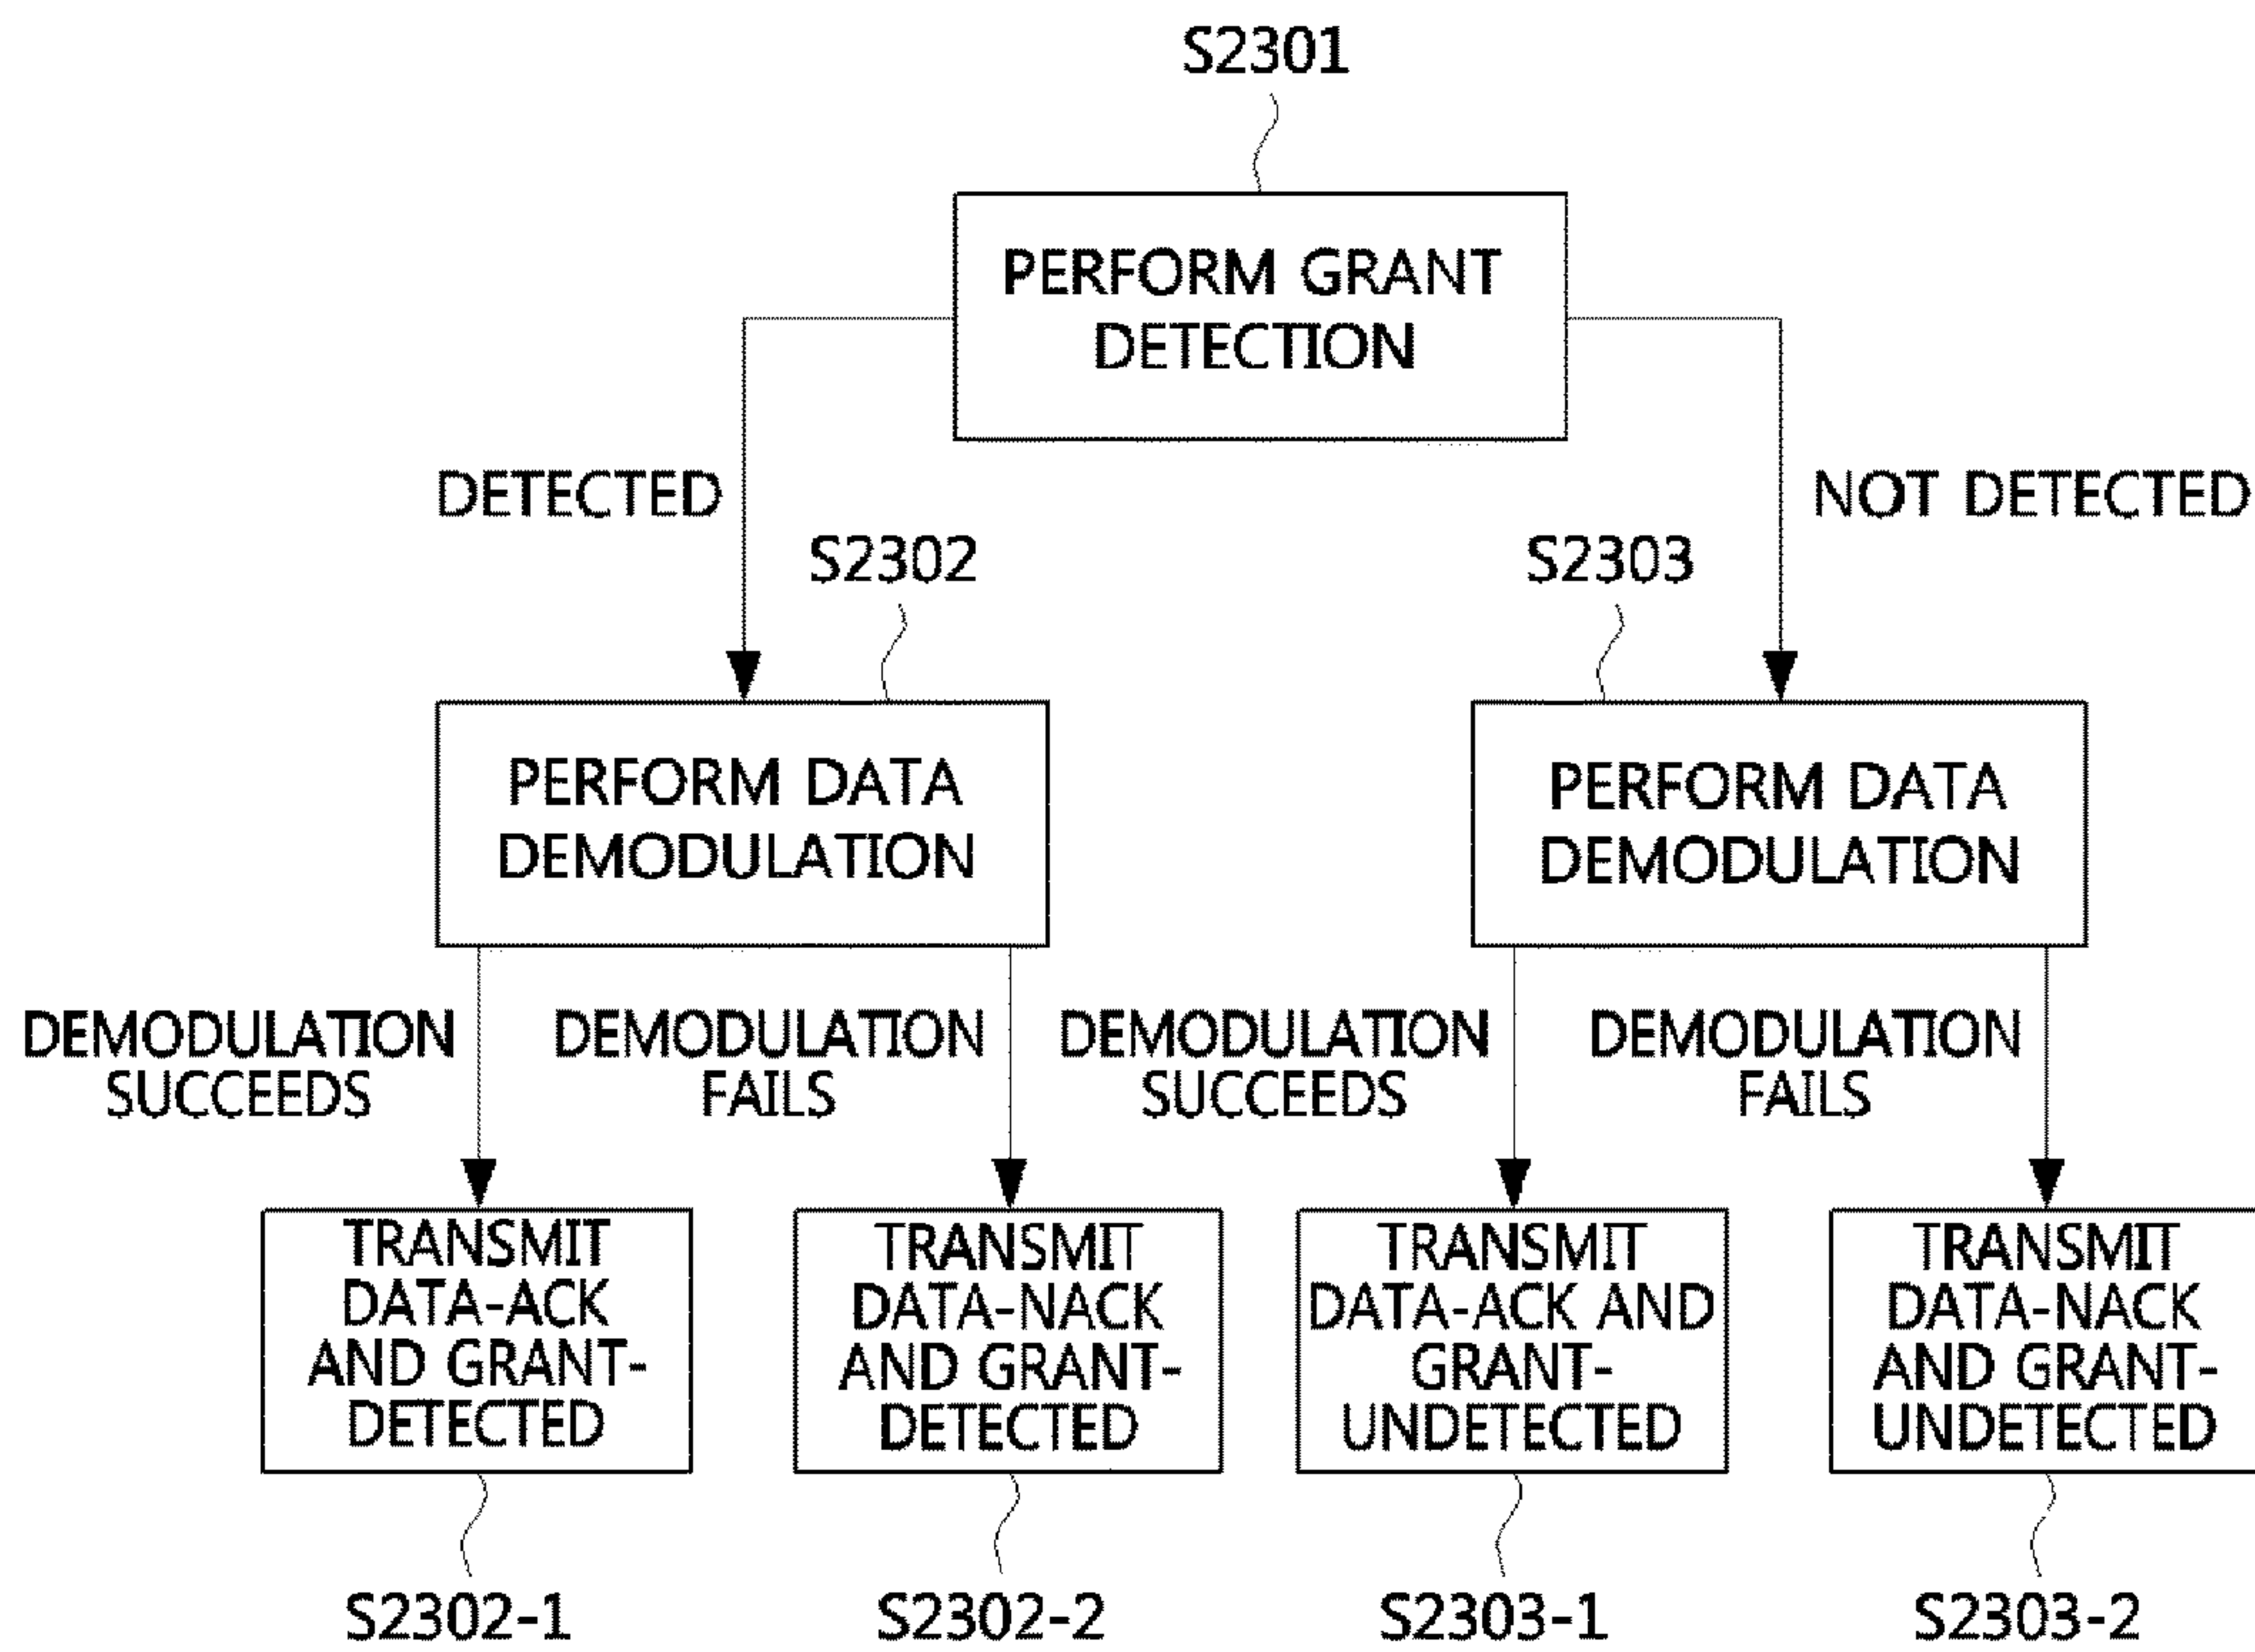 S2301
PERFORM GRANT
DETECTION
DETECTED
NOT DETECTED
S2302
S2303
PERFORM DATA
DEMODULATION
PERFORM DATA
DEMODULATION
DEMODULATION
SUCCEEDS
DEMODULATION
FAILS
DEMODULATION
SUCCEEDS
DEMODULATION
FAILS
TRANSMIT
DATA-ACK
AND GRANT-
DETECTED
TRANSMIT
DATA-NACK
AND GRANT-
DETECTED
TRANSMIT
DATA-ACK AND
GRANT-
UNDETECTED
TRANSMIT
DATA-NACK
AND GRANT-
UNDETECTED
S2302-1
S2302-2
S2303-1
S2303-2